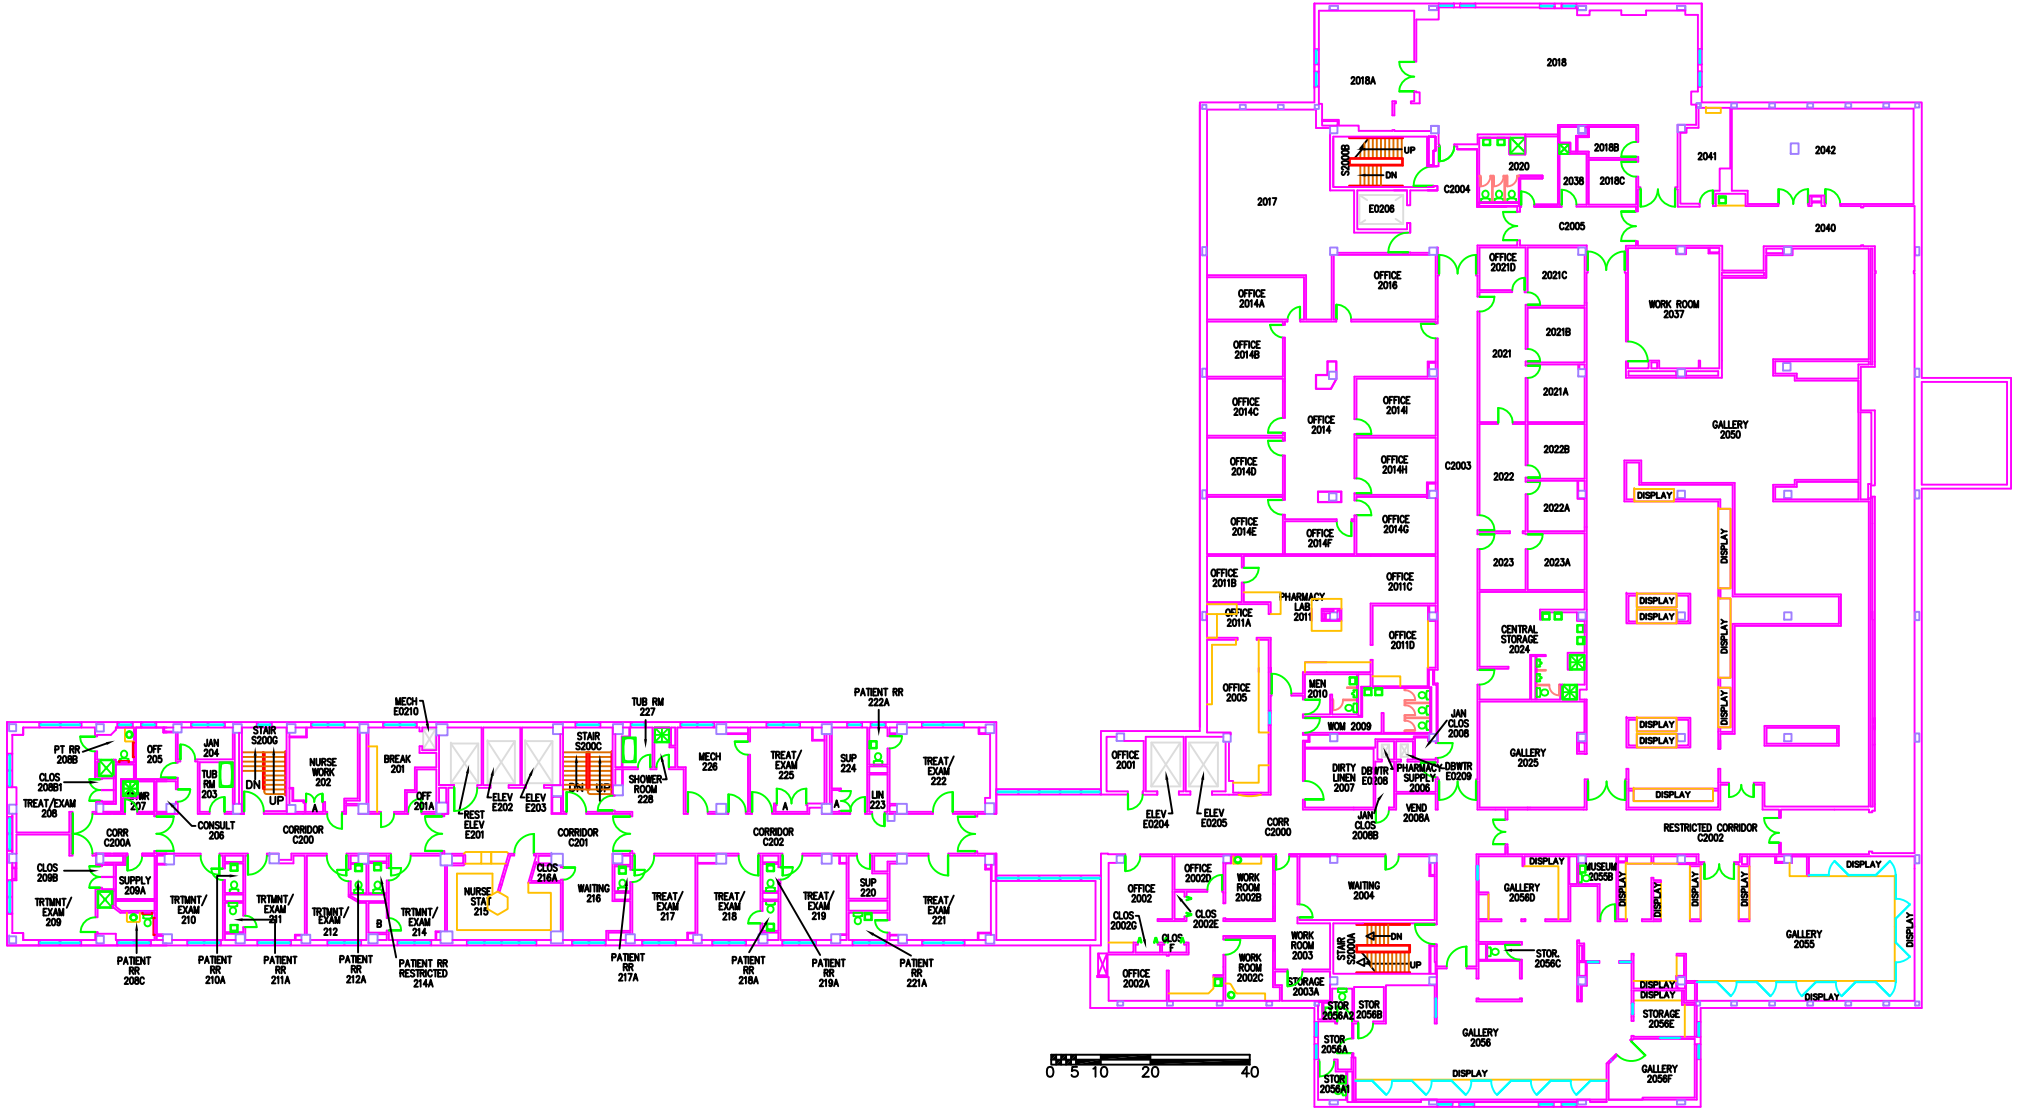 2018A
2018
S2000B
UP
DN
2020
2018B
2038
2018C
2041
2042
C2004
2017
E0206
C2005
2040
OFFICE
2016
OFFICE
2021D
2021C
OFFICE
2014A
WORK ROOM
2037
OFFICE
2014B
2021
2021B
OFFICE
2014C
OFFICE
2014
OFFICE
2014I
2021A
GALLERY
2050
OFFICE
2014D
OFFICE
2014H
C2003
2022
2022B
DISPLAY
OFFICE
2014E
OFFICE
2014F
OFFICE
2014G
2022A
DISPLAY
2023
2023A
OFFICE
2011B
OFFICE
2011C
PHARMACY
LAB
2011
OFFICE
2011A
OFFICE
2011D
CENTRAL
STORAGE
2024
DISPLAY
DISPLAY
DISPLAY
OFFICE
2005
MEN
2010
WOM 2009
JAN
CLOS
2008
DISPLAY
DISPLAY
DISPLAY
OFFICE
2001
DIRTY
LINEN
2007
DBWTR
E0208
PHARMACY
SUPPLY
2006
DBWTR
E0209
GALLERY
2025
DISPLAY
ELEV
E0204
ELEV
E0205
CORR
C2000
JAN
CLOS
2008B
VEND
2008A
RESTRICTED CORRIDOR
C2002
MECH
E0210
TUB RM
227
PATIENT RR
222A
PT RR
208B
OFF
205
JAN
204
STAIR
S200G
STAIR
S200C
CLOS
208B1
TUB
RM
203
DN
UP
NURSE
WORK
202
BREAK
201
OFF
201A
REST
ELEV
E201
ELEV
E202
ELEV
E203
DN
UP
SHOWER
ROOM
228
MECH
226
TREAT/
EXAM
225
SUP
224
LIN
223
TREAT/
EXAM
222
TREAT/EXAM
208
207
CONSULT
206
A
A
A
CORR
C200A
CORRIDOR
C200
CORRIDOR
C201
CORRIDOR
C202
CLOS
209B
SUPPLY
209A
TRTMNT/
EXAM
209
TRTMNT/
EXAM
210
TRTMNT/
EXAM
211
TRTMNT/
EXAM
212
B
TRTMNT/
EXAM
214
NURSE
STAT
215
CLOS
216A
WAITING
216
TREAT/
EXAM
217
TREAT/
EXAM
218
TREAT/
EXAM
219
SUP
220
TREAT/
EXAM
221
PATIENT
RR
208C
PATIENT
RR
210A
PATIENT
RR
211A
PATIENT
RR
212A
PATIENT RR
RESTRICTED
214A
PATIENT
RR
217A
PATIENT
RR
218A
PATIENT
RR
219A
PATIENT
RR
221A
OFFICE
2002
OFFICE
2002D
WORK
ROOM
2002B
WAITING
2004
CLOS
2002G
CLOS
2002E
CLOS
F
OFFICE
2002A
WORK
ROOM
2002C
WORK
ROOM
2003
STORAGE
2003A
STAIR
S2000A
DN
UP
DISPLAY
MUSEUM
2055B
GALLERY
2056D
DISPLAY
DISPLAY
DISPLAY
DISPLAY
DISPLAY
DISPLAY
GALLERY
2055
STOR.
2056C
DISPLAY
DISPLAY
DISPLAY
STOR
2056A2
STOR
2056B
STORAGE
2056E
STOR
2056A
GALLERY
2056
STOR
2056A1
DISPLAY
GALLERY
2056F
0 5 10 20 40